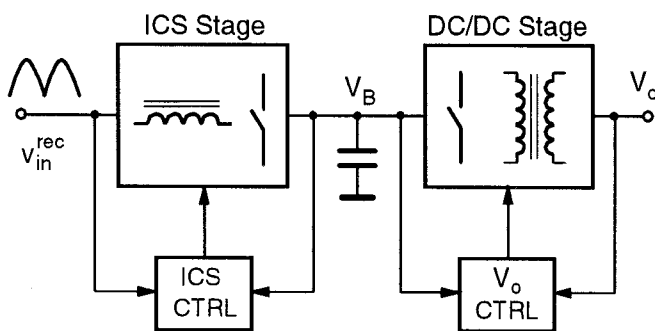 ICS Stage
DC/DC Stage
V_B
V_o
v_in^rec
ICS
CTRL
V_o
CTRL